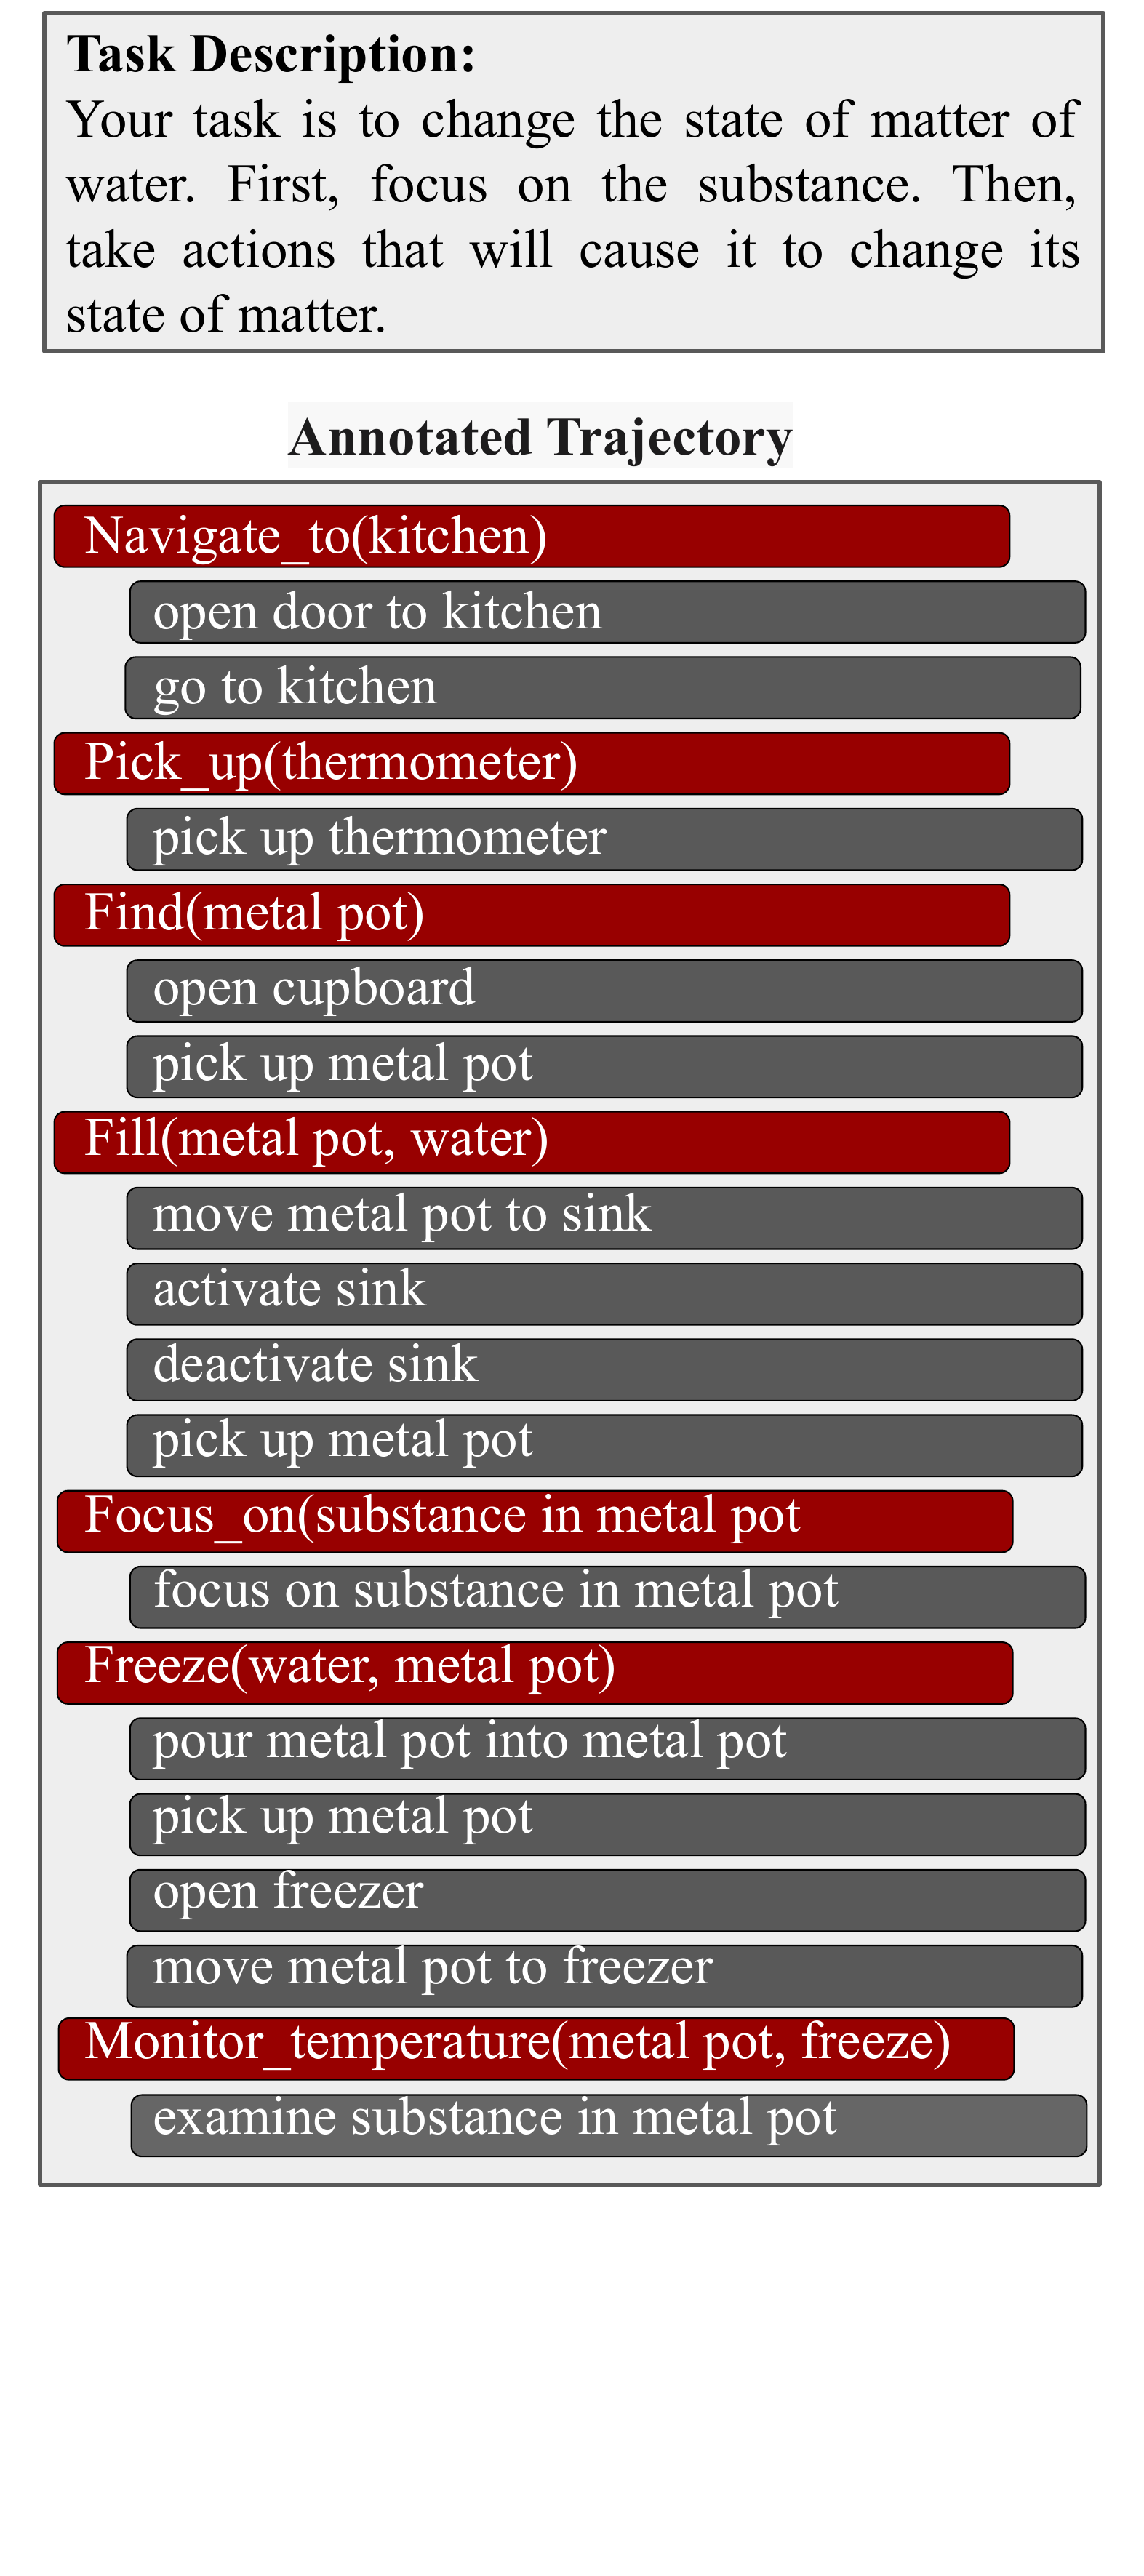 Task Description:
Your task is to change the state of matter of
water. First, focus on the substance. Then,
take actions that will cause it to change its
state of matter.
Annotated Trajectory
Navigate_to(kitchen)
open door to kitchen
go to kitchen
Pick_up(thermometer)
pick up thermometer
Find(metal pot)
open cupboard
pick up metal pot
Fill(metal pot, water)
move metal pot to sink
activate sink
deactivate sink
pick up metal pot
Focus_on(substance in metal pot
focus on substance in metal pot
Freeze(water, metal pot)
pour metal pot into metal pot
pick up metal pot
open freezer
move metal pot to freezer
Monitor_temperature(metal pot, freeze)
examine substance in metal pot